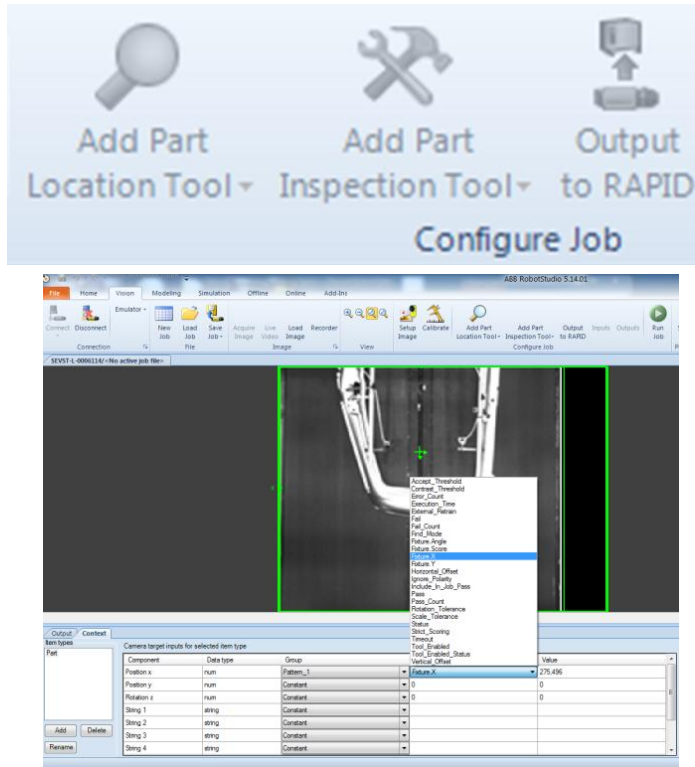 Add Part
Location Tool
Add Part
Inspection Tool
Output
to RAPID
Configure Job
ABB RobotStudio 5.14.01
File Home Vision Modeling Simulation Offline Online Add-Ins
Connect Disconnect
Emulator
New Job
Load Job
Save Job
Acquire Image
Live Video
Load Image
Recorder
Setup Image
Calibrate
Add Part Location Tool
Add Part Inspection Tool
Output to RAPID
Inputs Outputs
Run Job
Connection File Image View Configure Job
SEVST-L-0006114/<No active job file>
Accept_Threshold
Contrast_Threshold
Error_Count
Execution_Time
External_Retrain
Fail
Fail_Count
Find_Mode
Fixture.Angle
Fixture.Score
Fixture.X
Fixture.Y
Horizontal_Offset
Ignore_Polarity
Include_In_Job_Pass
Pass
Pass_Count
Rotation_Tolerance
Scale_Tolerance
Status
Strict_Scoring
Timeout
Tool_Enabled
Tool_Enabled_Status
Vertical_Offset
Output Context
Item types
Part
Add Delete
Rename
Camera target inputs for selected item type
Component Data type Group Value
Position x num Pattern_1 Fixture.X 275,496
Position y num Constant 0 0
Rotation z num Constant 0 0
String 1 string Constant
String 2 string Constant
String 3 string Constant
String 4 string Constant